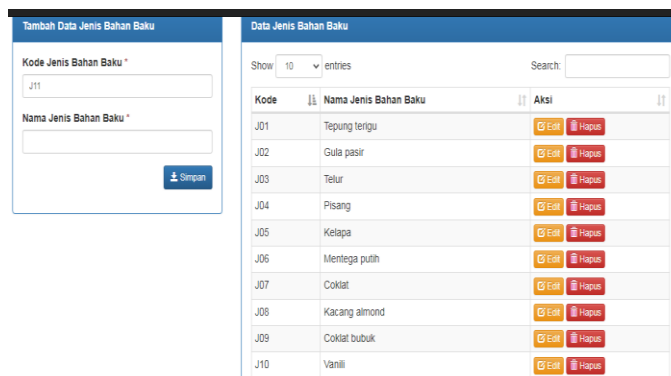 Tambah Data Jenis Bahan Baku
Kode Jenis Bahan Baku *
J11
Nama Jenis Bahan Baku *
Simpan
Data Jenis Bahan Baku
Show 10 entries Search:
Kode Nama Jenis Bahan Baku Aksi
J01 Tepung terigu Edit Hapus
J02 Gula pasir Edit Hapus
J03 Telur Edit Hapus
J04 Pisang Edit Hapus
J05 Kelapa Edit Hapus
J06 Mentega putih Edit Hapus
J07 Coklat Edit Hapus
J08 Kacang almond Edit Hapus
J09 Coklat bubuk Edit Hapus
J10 Vanili Edit Hapus